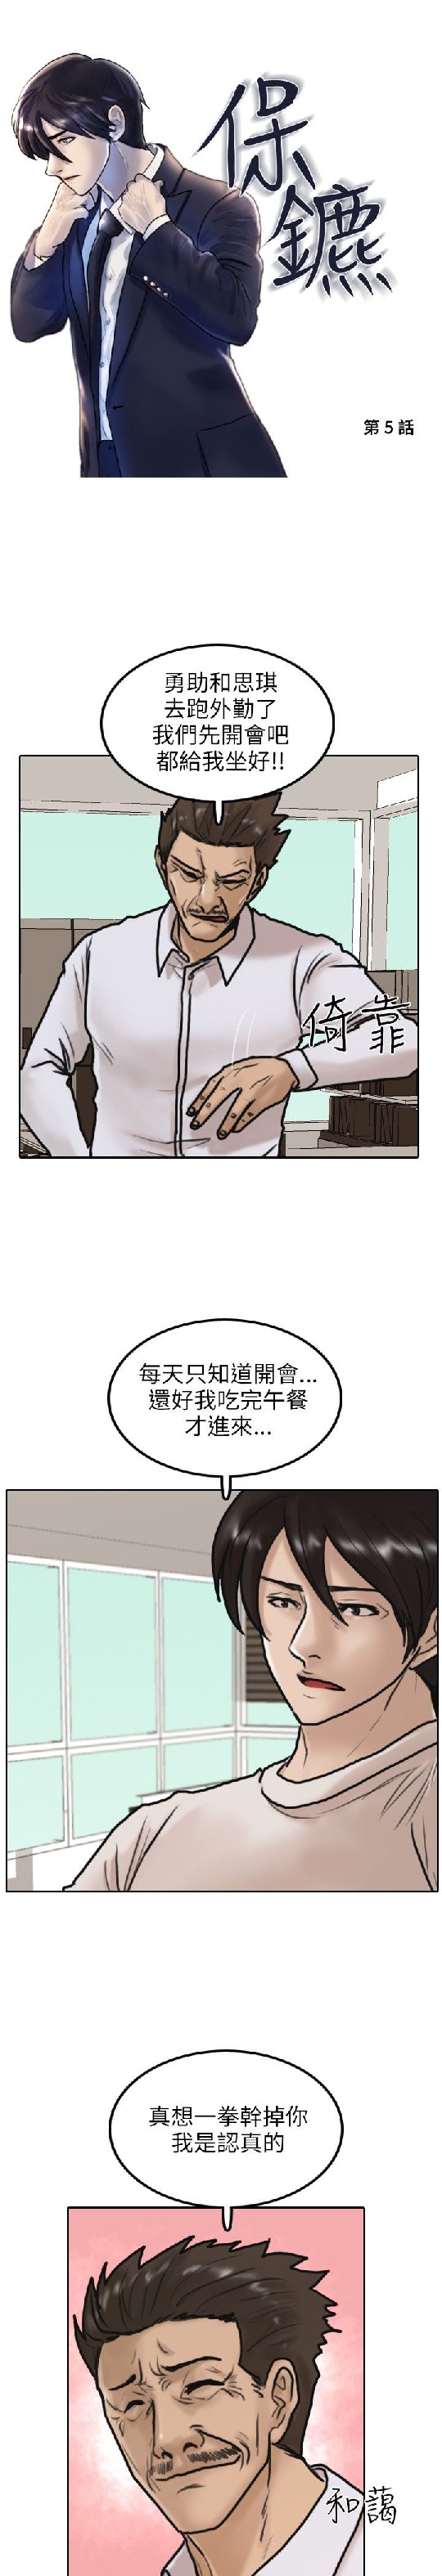 保鑣
第5話
勇助和思琪
去跑外勤了
我們先開會吧
都給我坐好!!
倚靠
每天只知道開會...
還好我吃完午餐
才進來...
真想一拳幹掉你
我是認真的
和藹